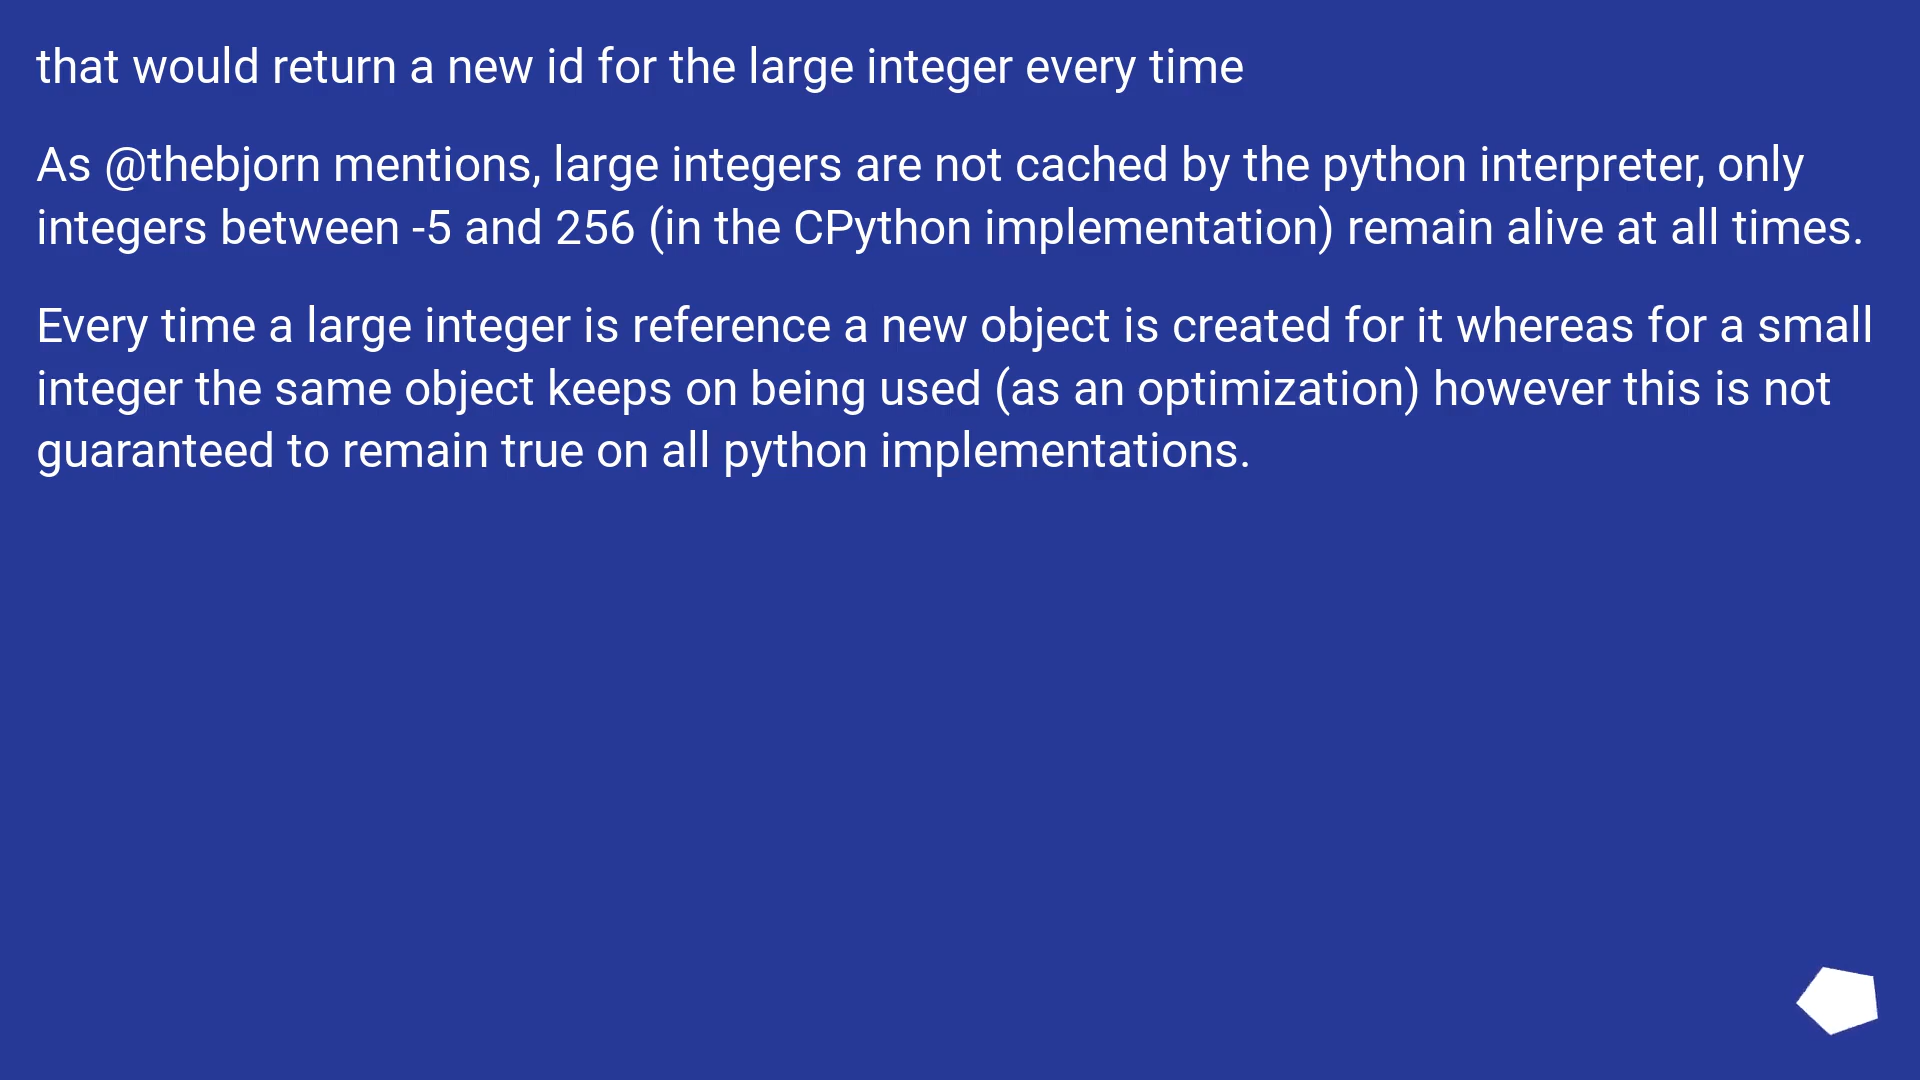 that would return a new id for the large integer every time
As @thebjorn mentions, large integers are not cached by the python interpreter, only
integers between -5 and 256 (in the CPython implementation) remain alive at all times.
Every time a large integer is reference a new object is created for it whereas for a small
integer the same object keeps on being used (as an optimization) however this is not
guaranteed to remain true on all python implementations.